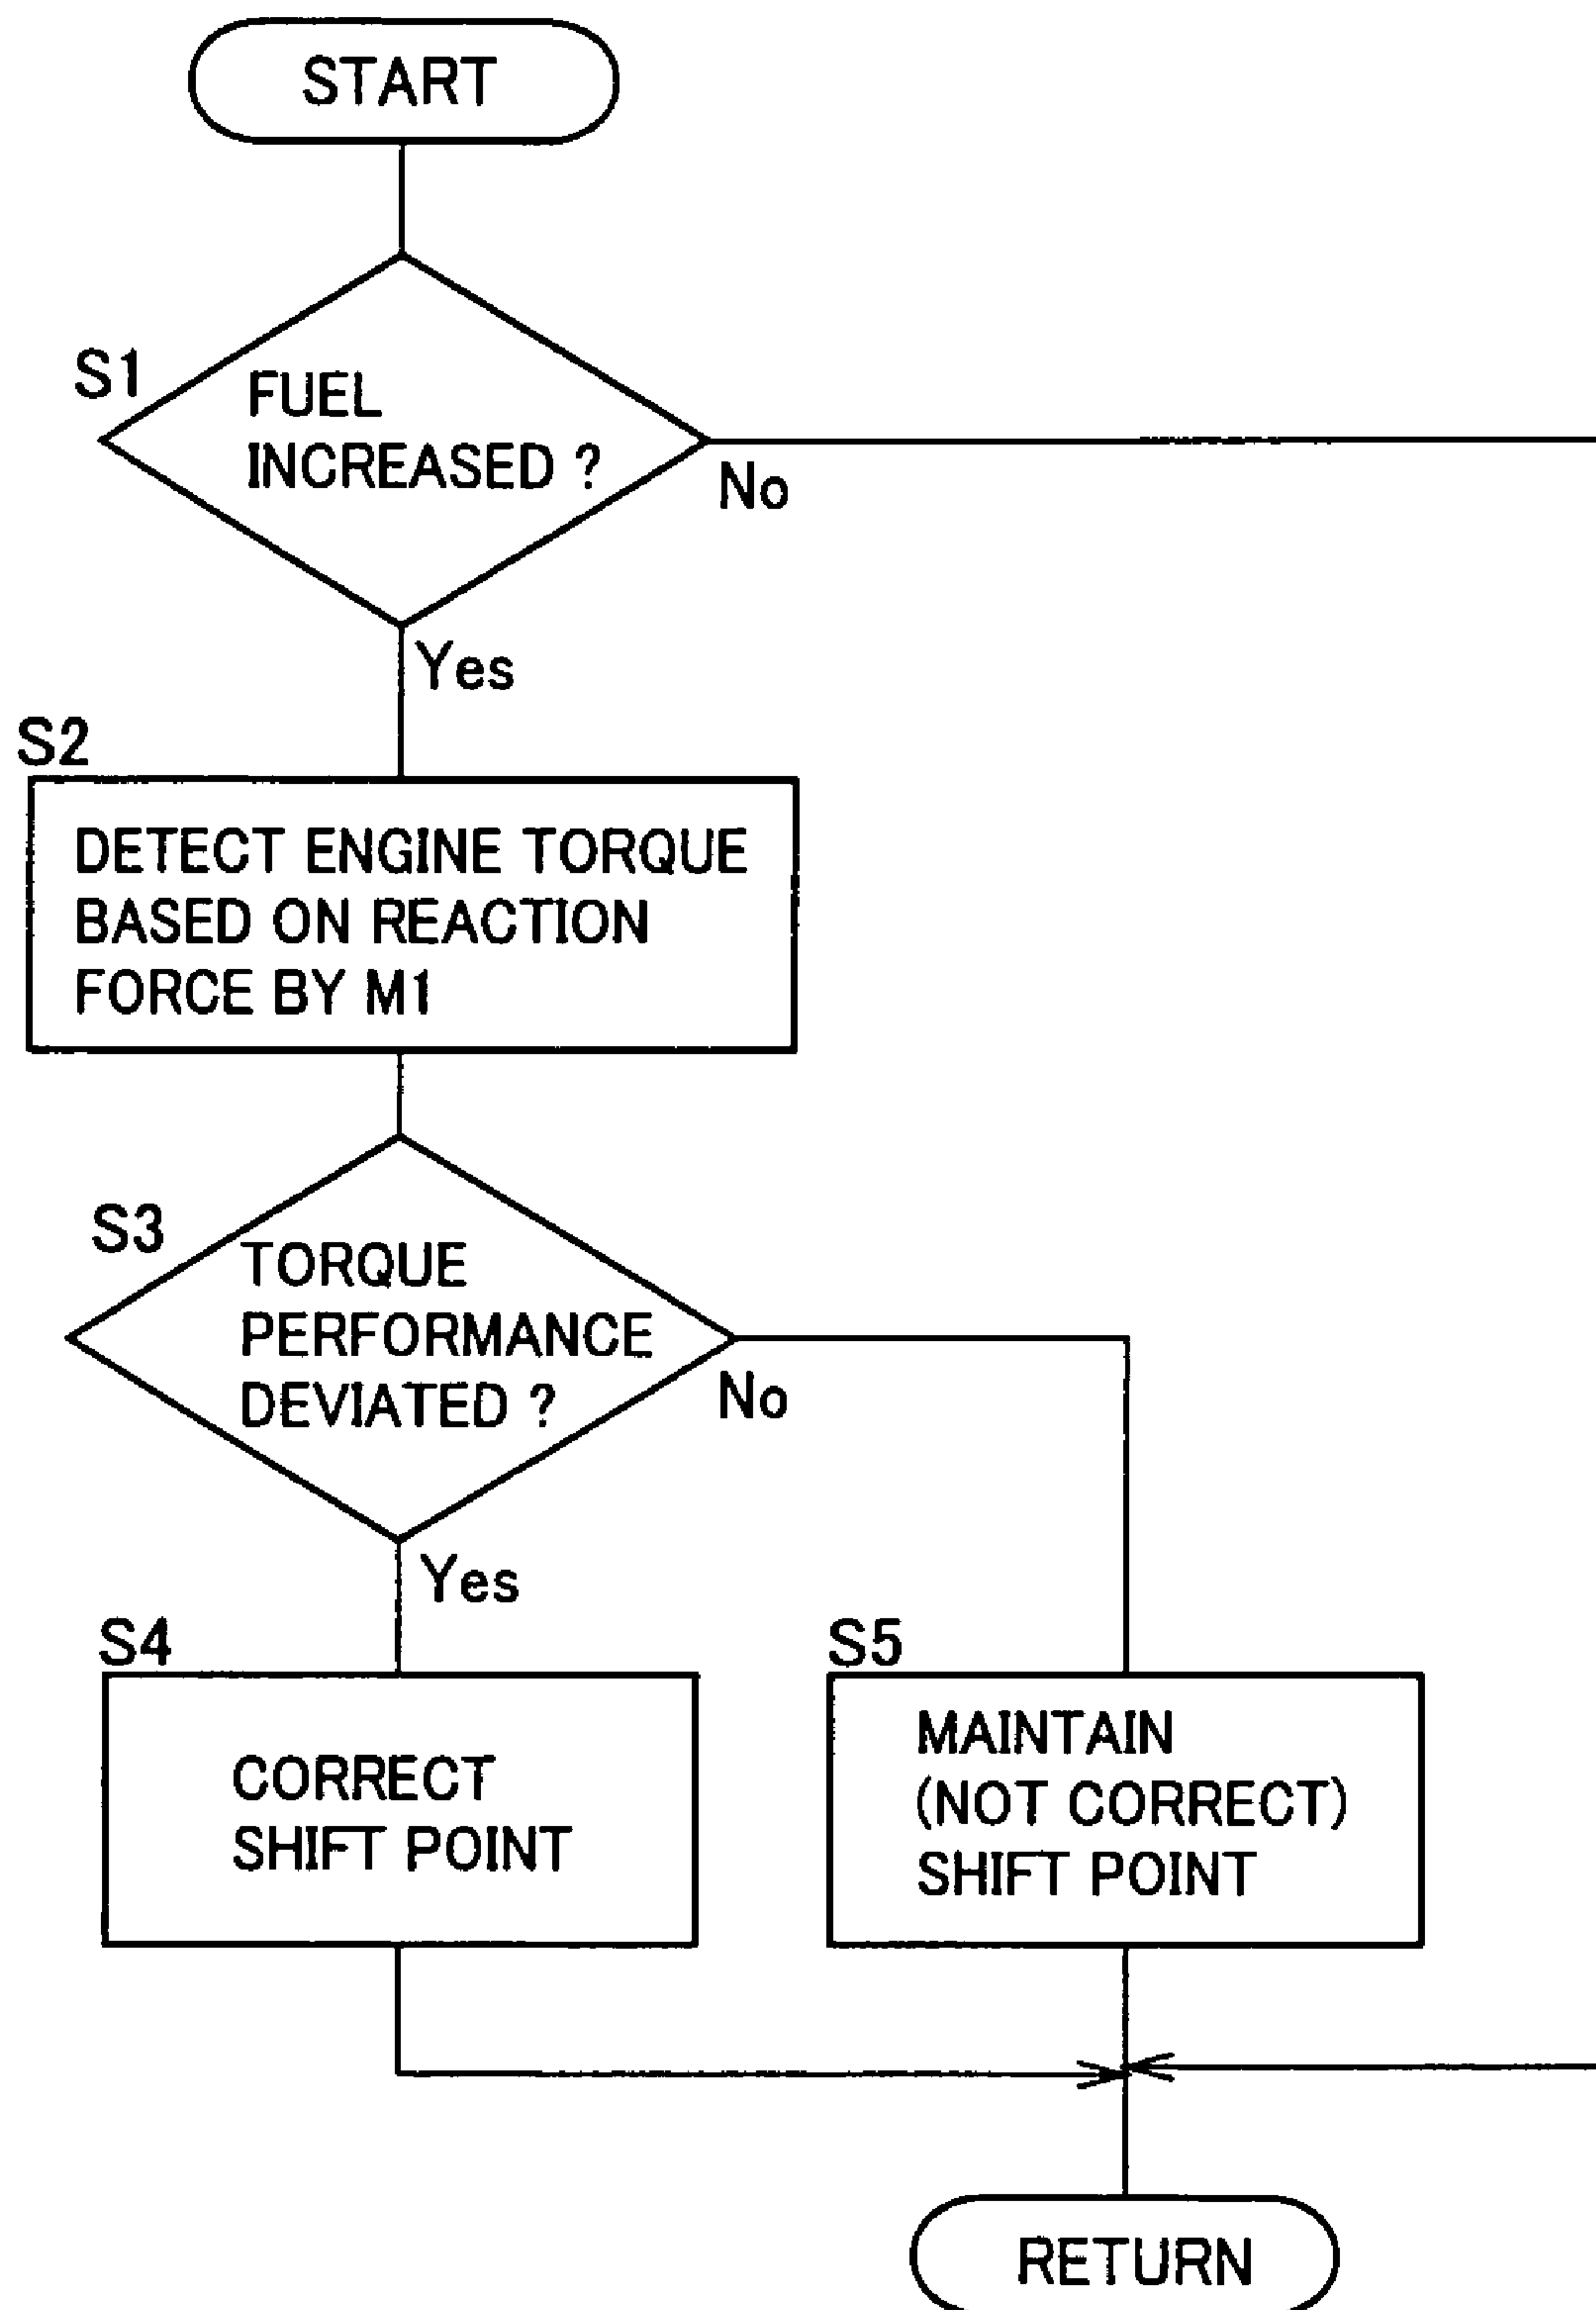 START
S1
FUEL
INCREASED ?
No
Yes
S2
DETECT ENGINE TORQUE
BASED ON REACTION
FORCE BY M1
S3
TORQUE
PERFORMANCE
DEVIATED ?
No
Yes
S4
CORRECT
SHIFT POINT
S5
MAINTAIN
(NOT CORRECT)
SHIFT POINT
RETURN